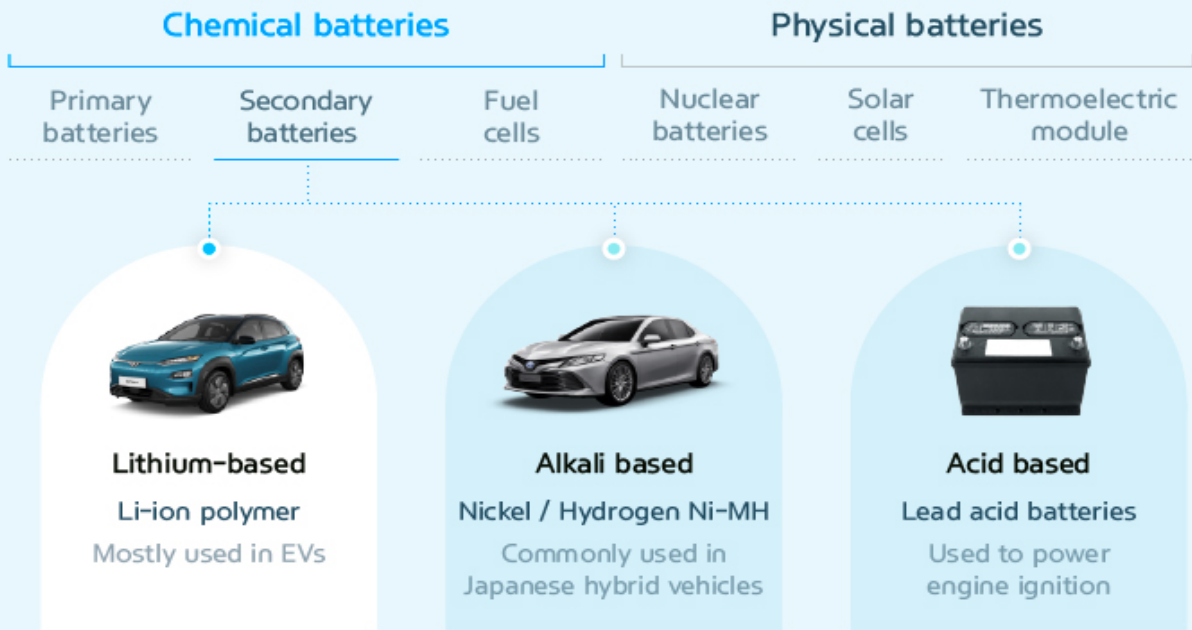 Chemical batteries
Physical batteries
Primary
batteries
Secondary
batteries
Fuel
cells
Nuclear
batteries
Solar
cells
Thermoelectric
module
Lithium-based
Li-ion polymer
Mostly used in EVs
Alkali based
Nickel / Hydrogen Ni-MH
Commonly used in
Japanese hybrid vehicles
Acid based
Lead acid batteries
Used to power
engine ignition